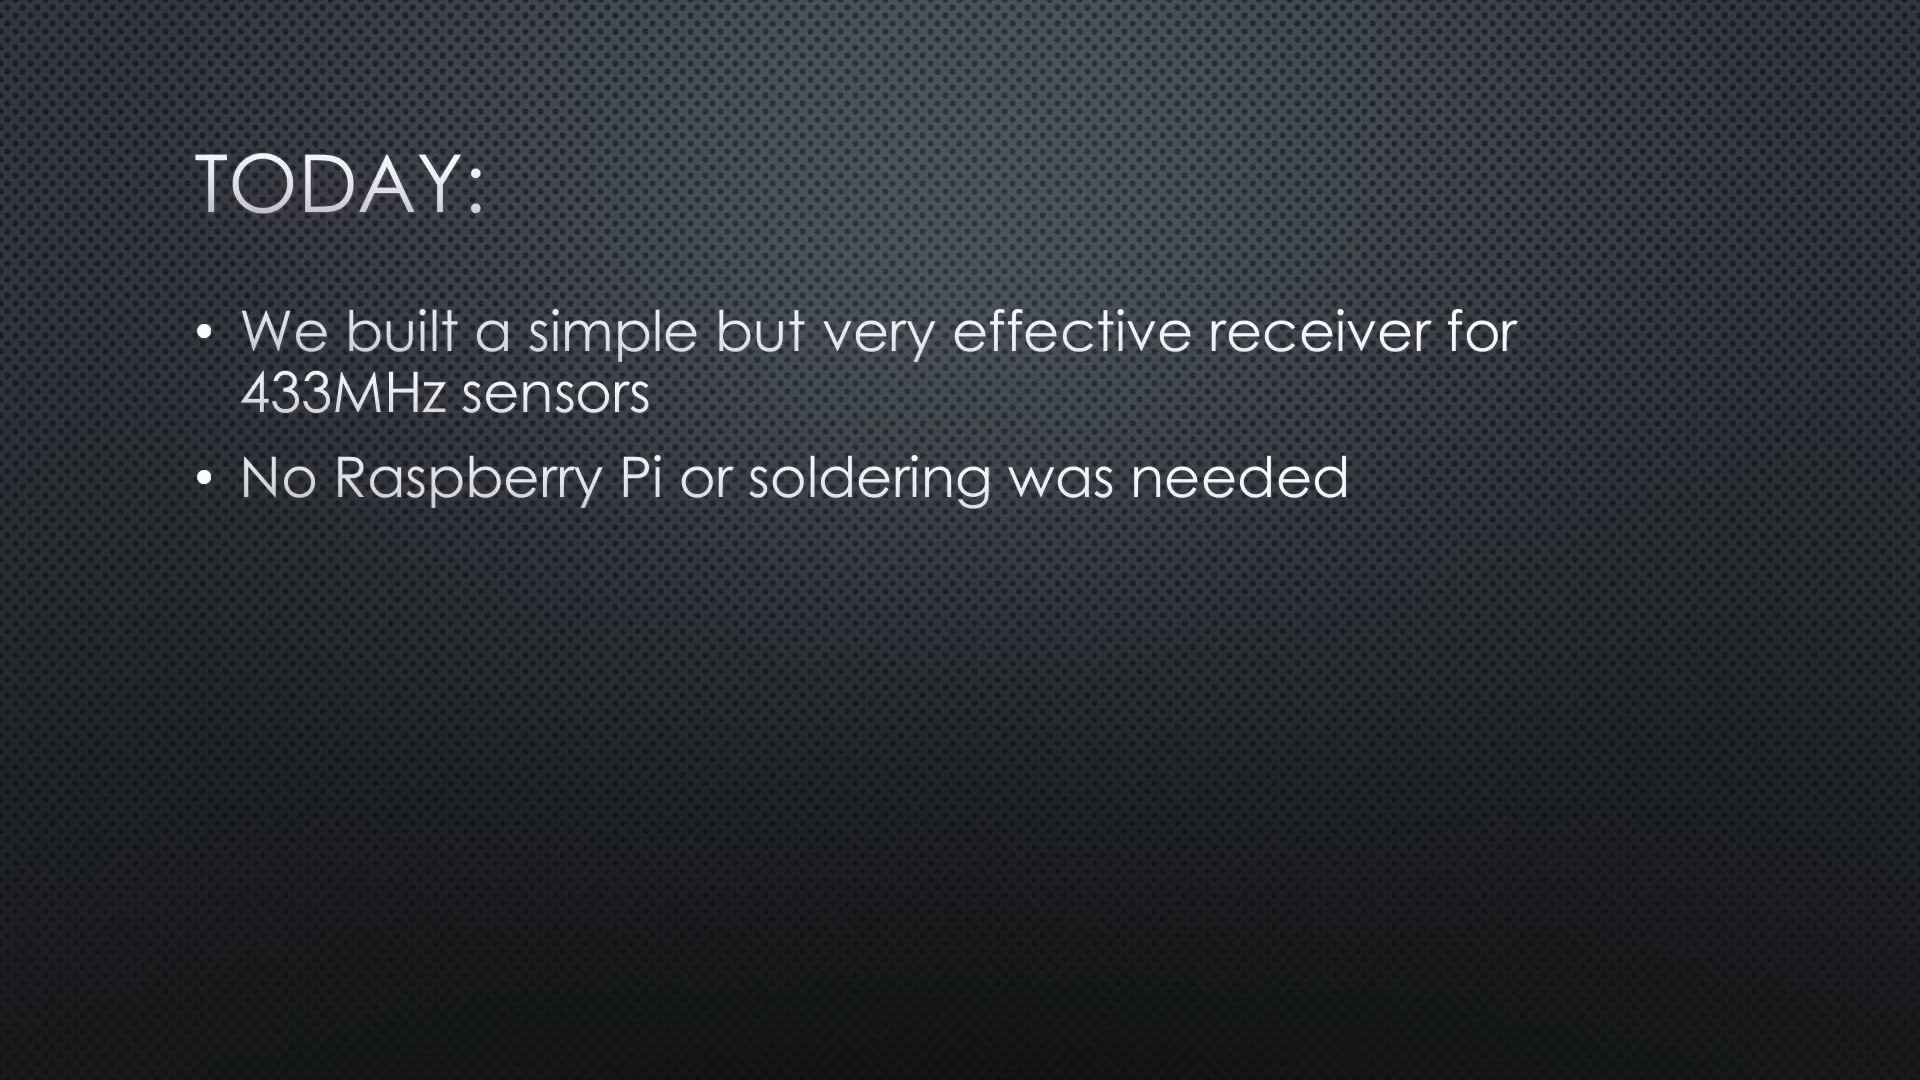 TODAY:
• We built a simple but very effective receiver for
433MHz sensors
• No Raspberry Pi or soldering was needed